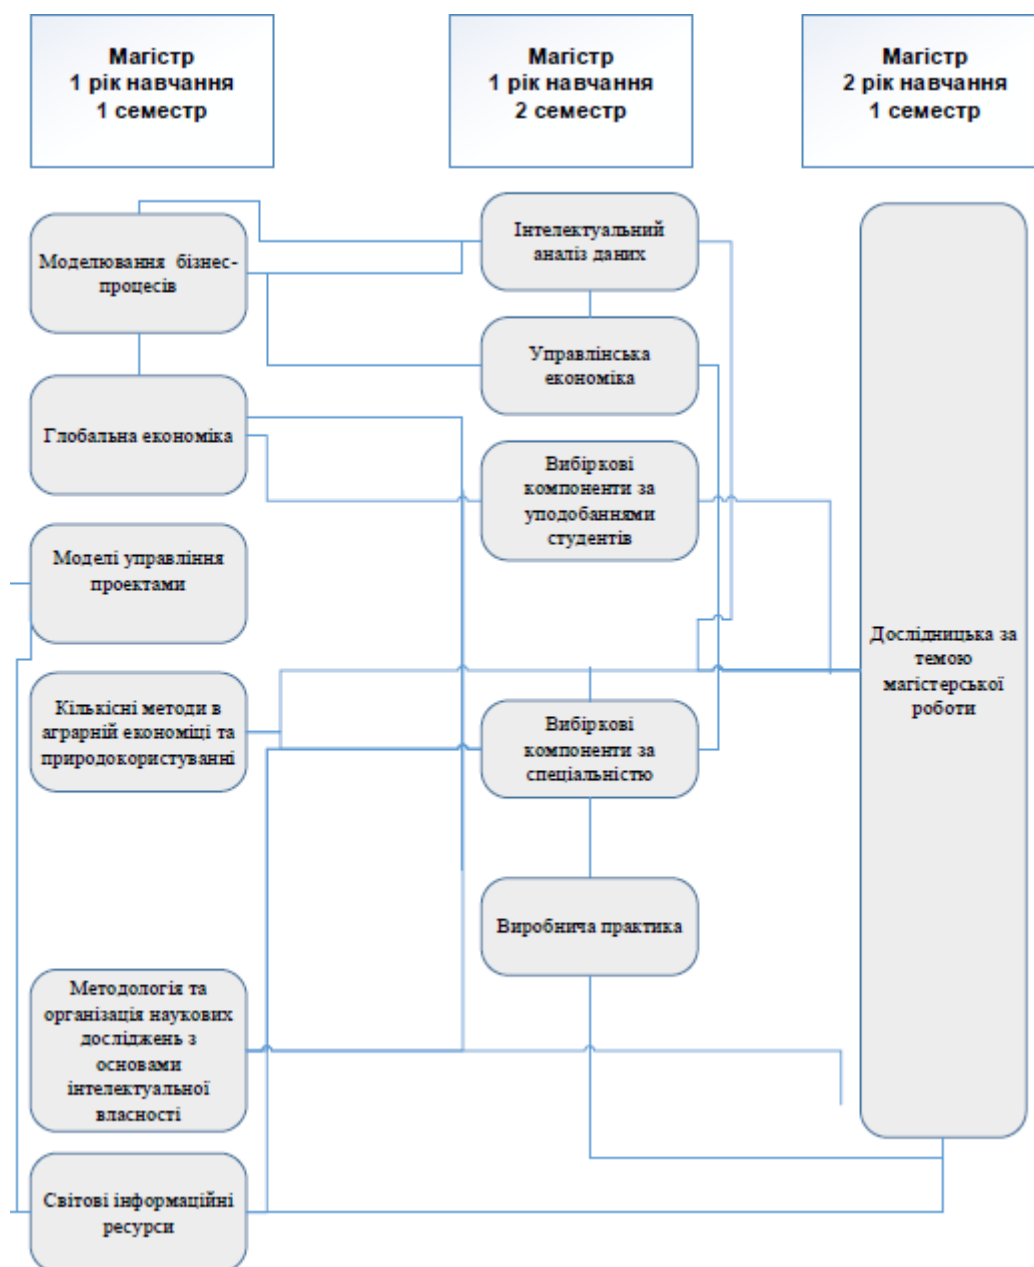 Магістр
1 рік навчання
1 семестр
Магістр
1 рік навчання
2 семестр
Магістр
2 рік навчання
1 семестр
Моделювання бізнес-
процесів
Глобальна економіка
Моделі управління
проектами
Кількісні методи в
аграрній економіці та
природокористуванні
Методологія та
організація наукових
досліджень з
основами
інтелектуальної
власності
Світові інформаційні
ресурси
Інтелектуальний
аналіз даних
Управлінська
економіка
Вибіркові
компоненти за
уподобаннями
студентів
Вибіркові
компоненти за
спеціальністю
Виробнича практика
Дослідницька за
темою
магістерської
роботи